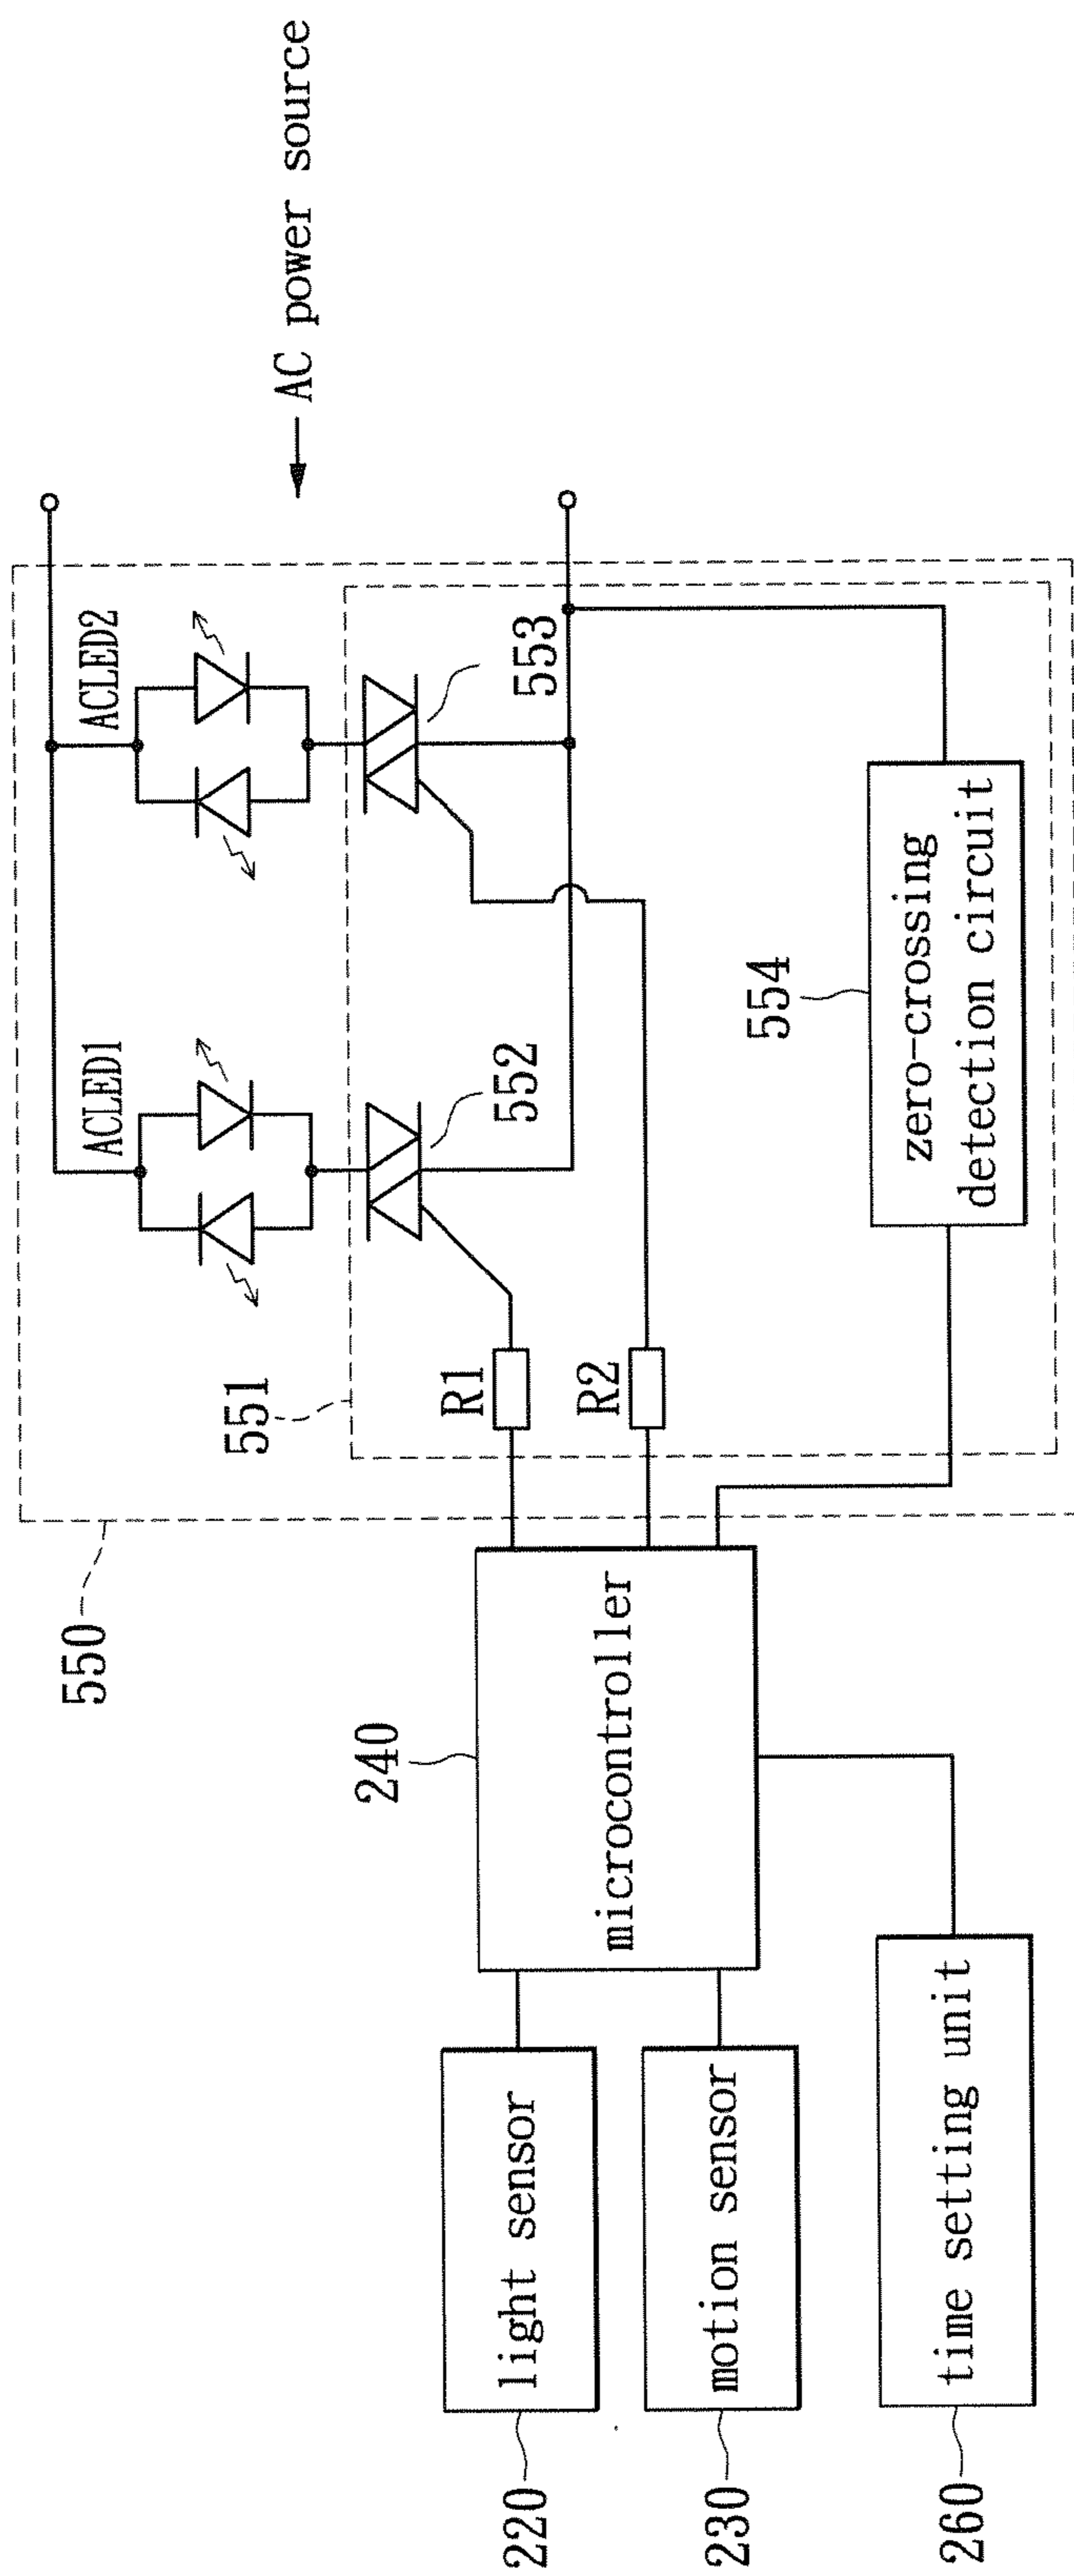 AC power source
ACLED1
ACLED2
550
551
552
553
R1
R2
554
zero-crossing
detection circuit
240
microcontroller
220
light sensor
230
motion sensor
260
time setting unit